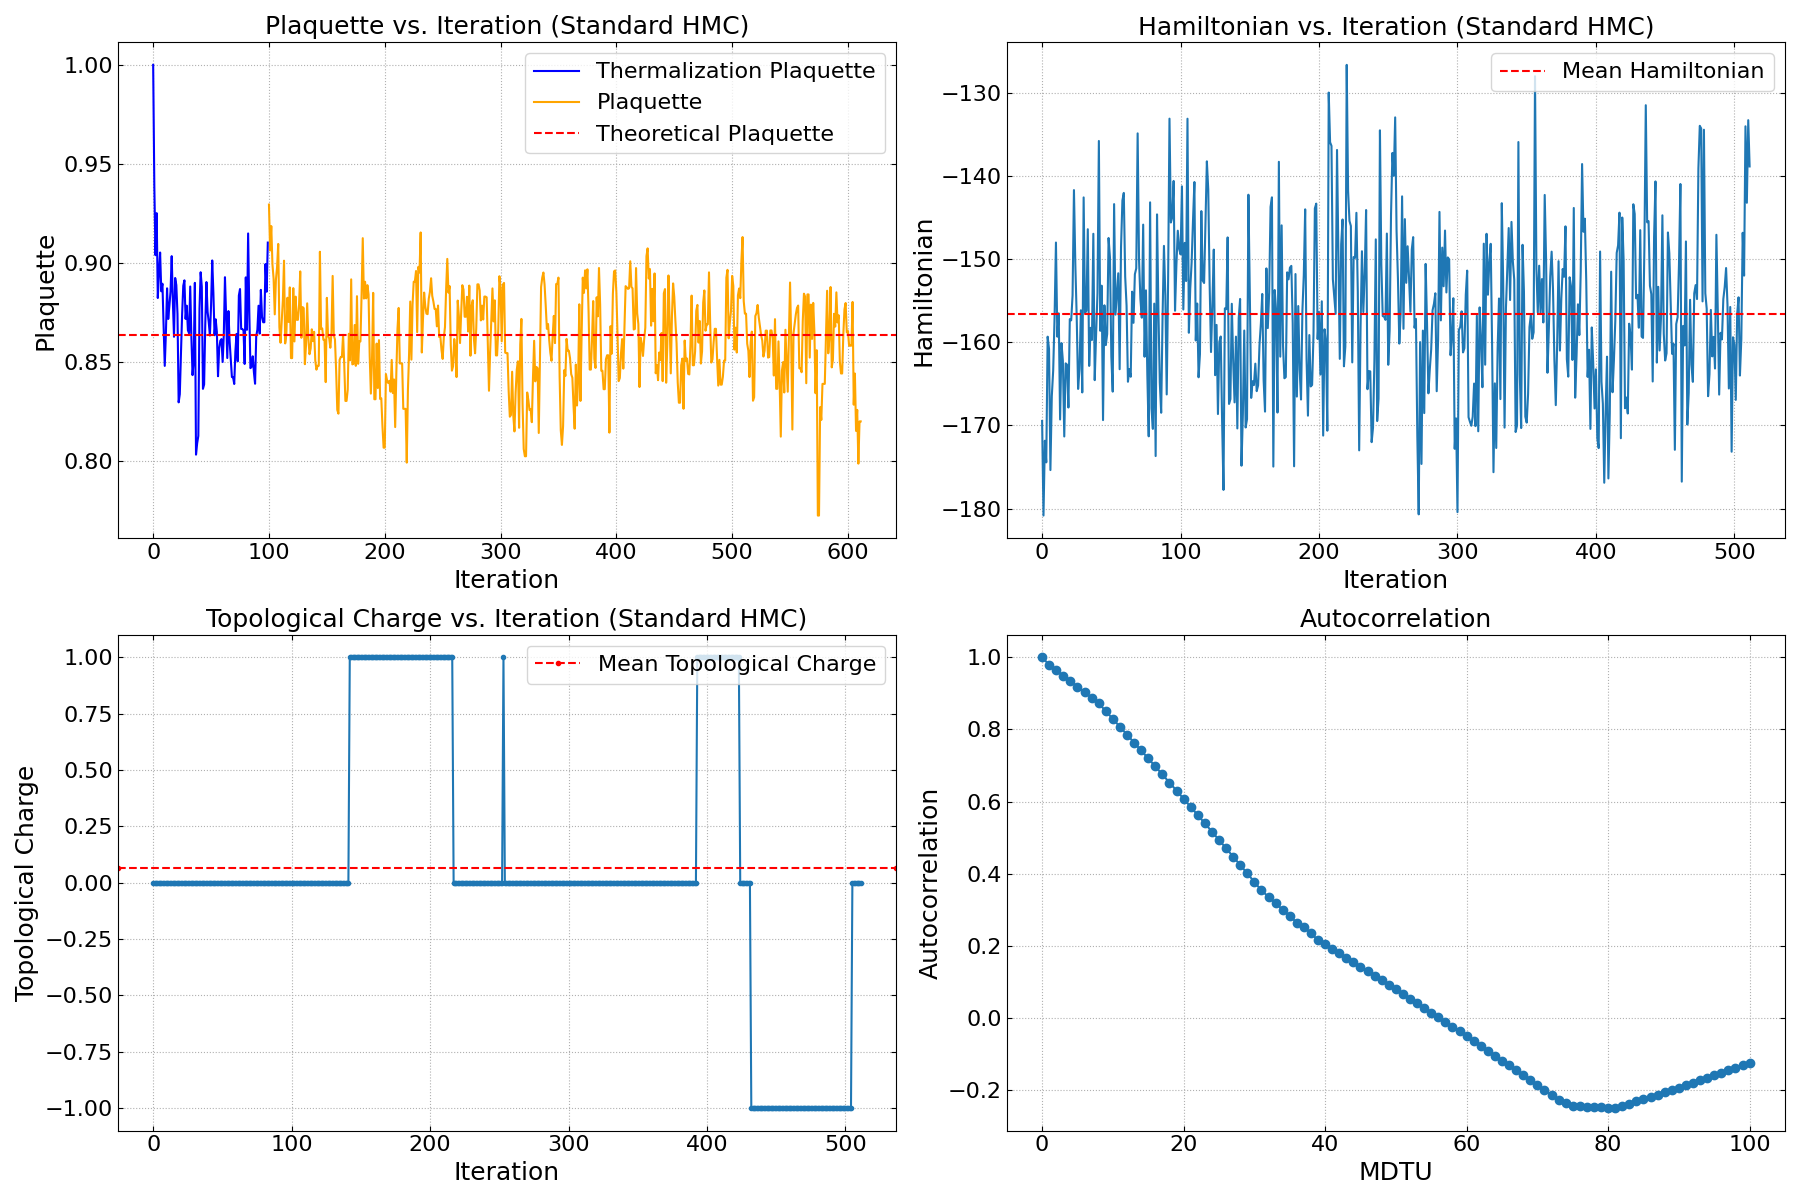 Plaquette vs. Iteration (Standard HMC)
Plaquette
1.00
0.95
0.90
0.85
0.80
Thermalization Plaquette
Plaquette
Theoretical Plaquette
0 100 200 300 400 500 600
Iteration
Hamiltonian vs. Iteration (Standard HMC)
Hamiltonian
−130
−140
−150
−160
−170
−180
Mean Hamiltonian
0 100 200 300 400 500
Iteration
Topological Charge vs. Iteration (Standard HMC)
Topological Charge
1.00
0.75
0.50
0.25
0.00
−0.25
−0.50
−0.75
−1.00
Mean Topological Charge
0 100 200 300 400 500
Iteration
Autocorrelation
Autocorrelation
1.0
0.8
0.6
0.4
0.2
0.0
−0.2
0 20 40 60 80 100
MDTU